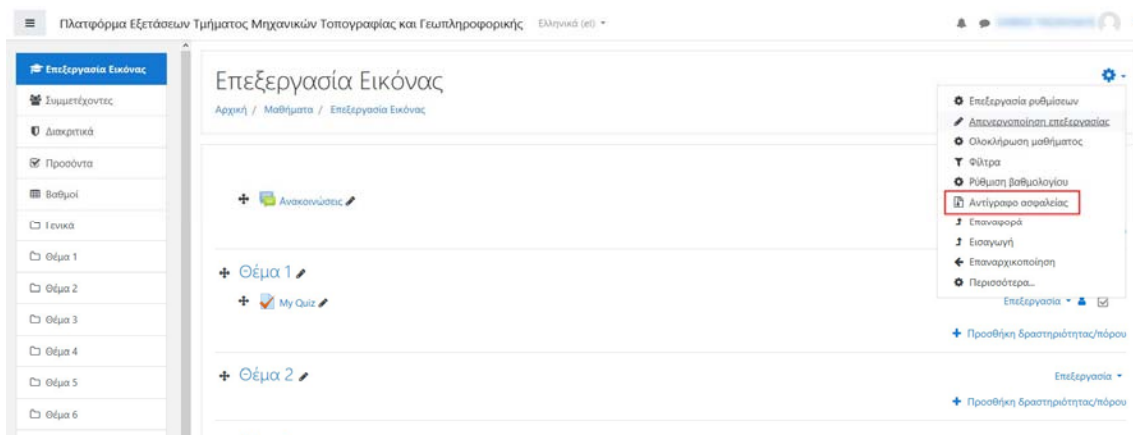 Πλατφόρμα Εξετάσεων Τμήματος Μηχανικών Τοπογραφίας και Γεωπληροφορικής Ελληνικά (el)
Επεξεργασία Εικόνας
Συμμετέχοντες
Διακριτικά
Προσόντα
Βαθμοί
Γενικά
Θέμα 1
Θέμα 2
Θέμα 3
Θέμα 4
Θέμα 5
Θέμα 6
Επεξεργασία Εικόνας
Αρχική / Μαθήματα / Επεξεργασία Εικόνας
Επεξεργασία ρυθμίσεων
Απενεργοποίηση επεξεργασίας
Ολοκλήρωση μαθήματος
Φίλτρα
Ρύθμιση βαθμολογίου
Αντίγραφο ασφαλείας
Επαναφορά
Εισαγωγή
Επαναρχικοποίηση
Περισσότερα...
Ανακοινώσεις
Θέμα 1
My Quiz
Επεξεργασία
Προσθήκη δραστηριότητας/πόρου
Θέμα 2
Επεξεργασία
Προσθήκη δραστηριότητας/πόρου